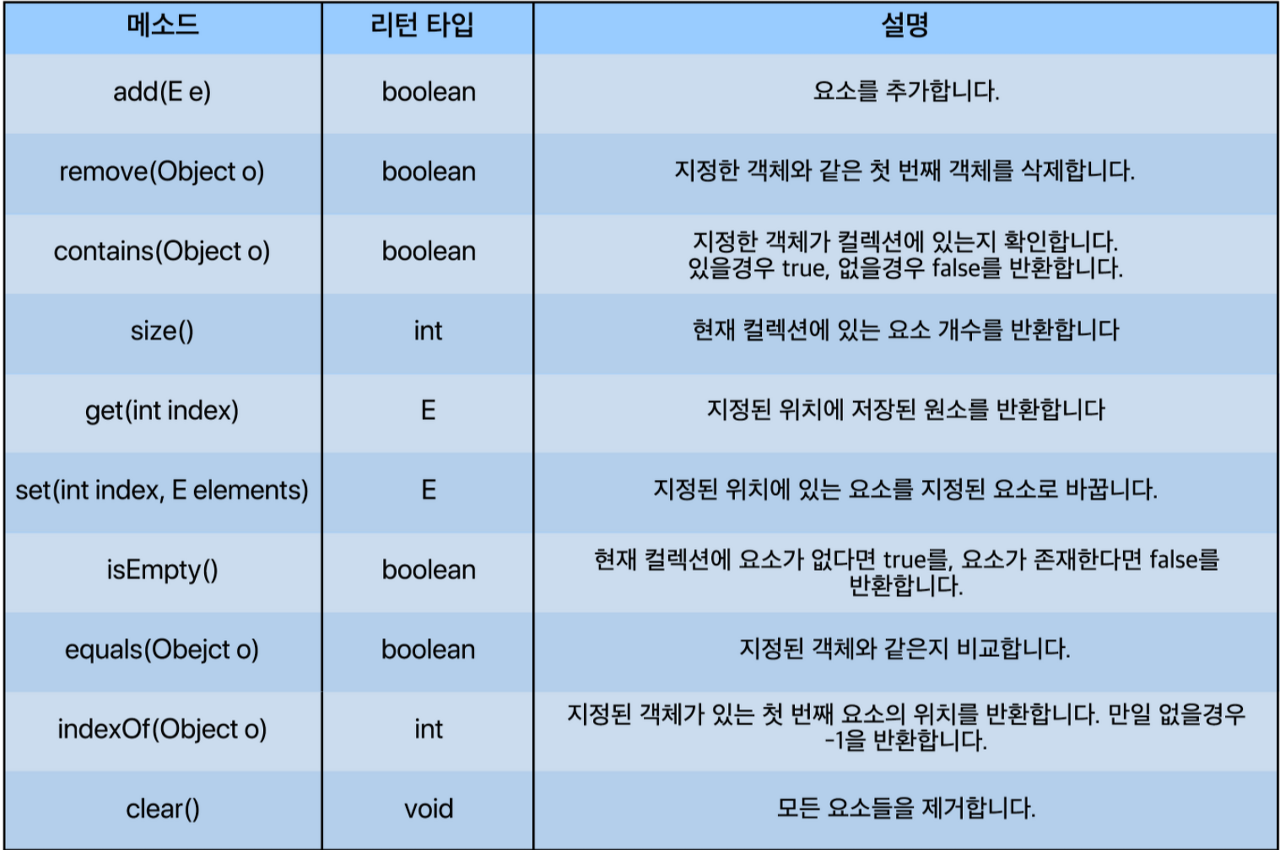 메소드 리턴 타입 설명
add(E e) boolean 요소를 추가합니다.
remove(Object o) boolean 지정한 객체와 같은 첫 번째 객체를 삭제합니다.
contains(Object o) boolean 지정한 객체가 컬렉션에 있는지 확인합니다.
있을경우 true, 없을경우 false를 반환합니다.
size() int 현재 컬렉션에 있는 요소 개수를 반환합니다
get(int index) E 지정된 위치에 저장된 원소를 반환합니다
set(int index, E elements) E 지정된 위치에 있는 요소를 지정된 요소로 바꿉니다.
isEmpty() boolean 현재 컬렉션에 요소가 없다면 true를, 요소가 존재한다면 false를
반환합니다.
equals(Obejct o) boolean 지정된 객체와 같은지 비교합니다.
indexOf(Object o) int 지정된 객체가 있는 첫 번째 요소의 위치를 반환합니다. 만일 없을경우
-1을 반환합니다.
clear() void 모든 요소들을 제거합니다.